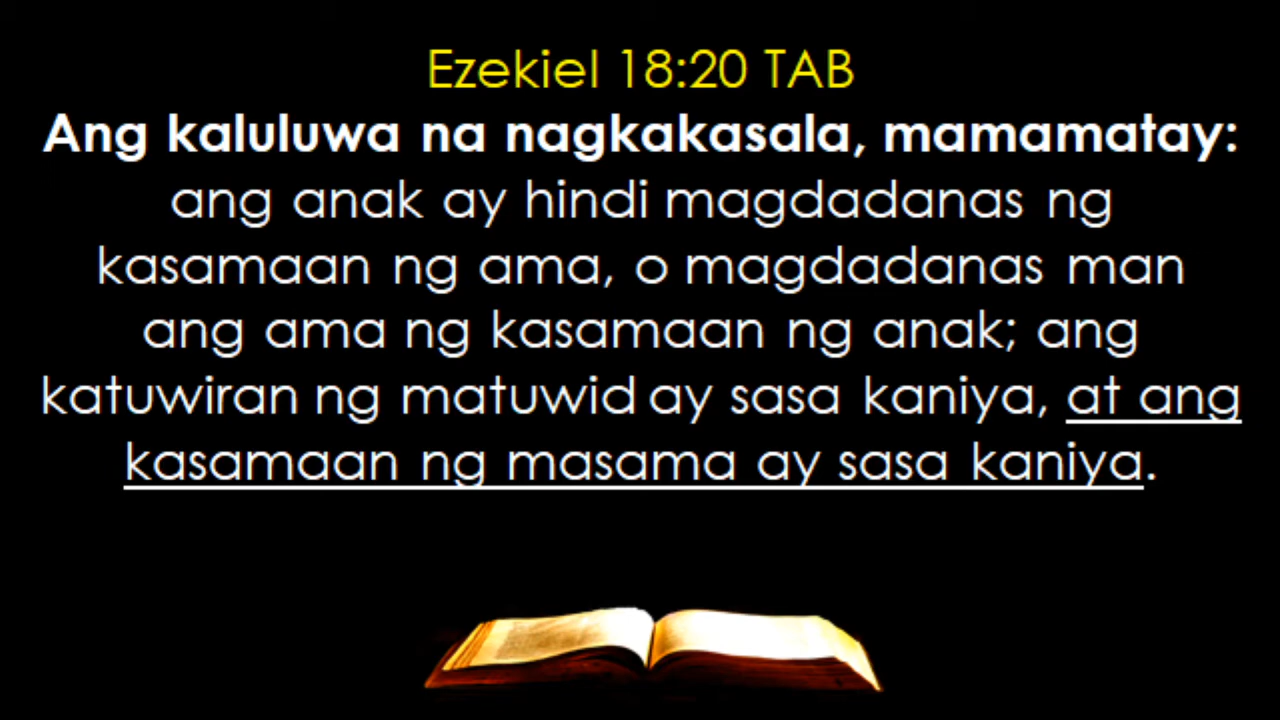 Ezekiel 18:20 TAB
Ang kaluluwa na nagkakasala, mamamatay:
ang anak ay hindi magdadanas ng
kasamaan ng ama, o magdadanas man
ang ama ng kasamaan ng anak; ang
katuwiran ng matuwid ay sasa kaniya, at ang
kasamaan ng masama ay sasa kaniya.